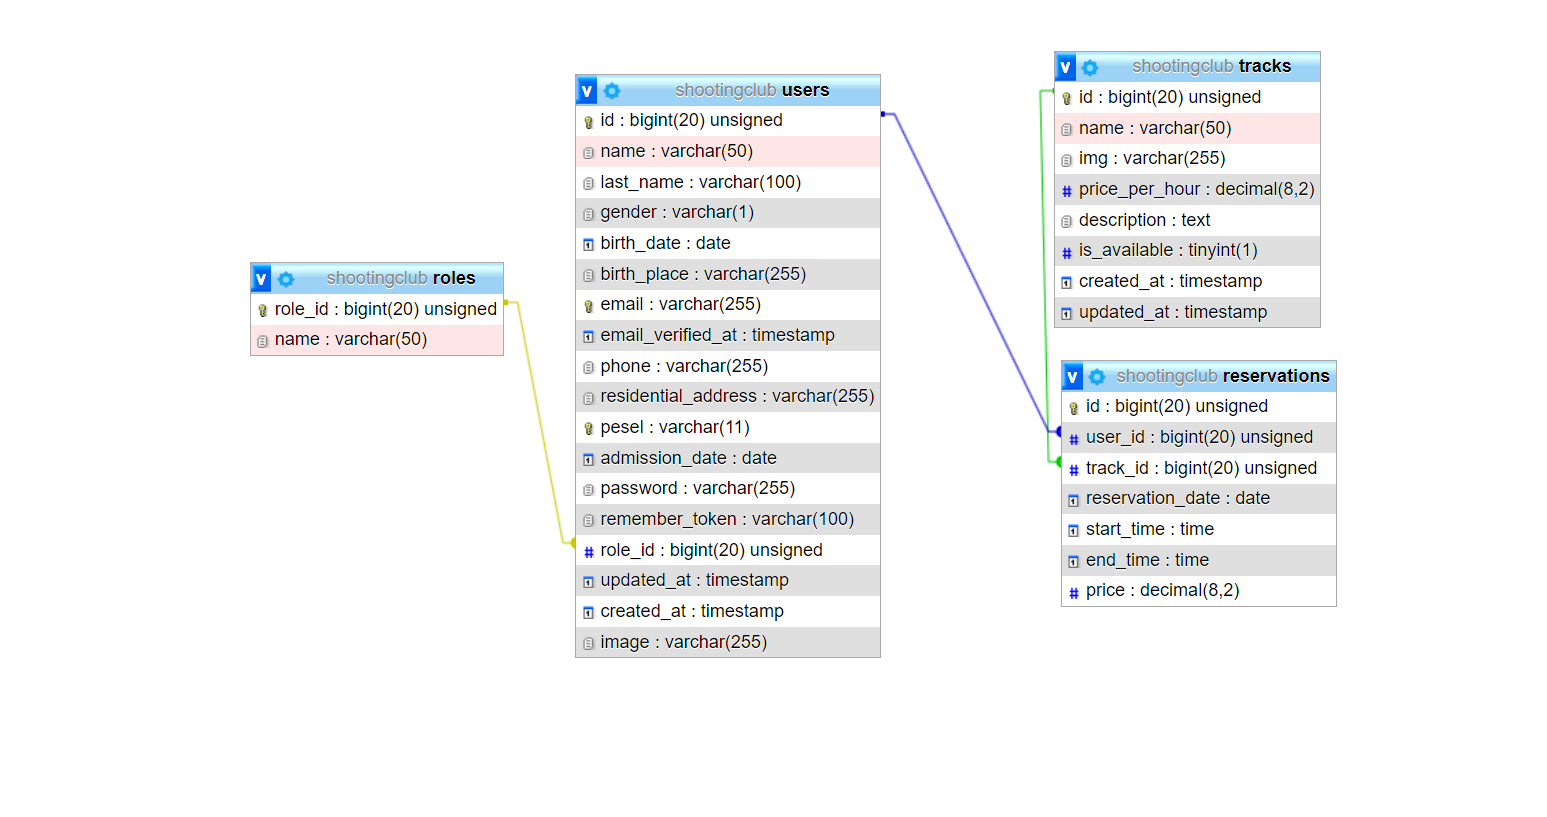 v shootingclub roles
role_id : bigint(20) unsigned
name : varchar(50)
v shootingclub users
id : bigint(20) unsigned
name : varchar(50)
last_name : varchar(100)
gender : varchar(1)
birth_date : date
birth_place : varchar(255)
email : varchar(255)
email_verified_at : timestamp
phone : varchar(255)
residential_address : varchar(255)
pesel : varchar(11)
admission_date : date
password : varchar(255)
remember_token : varchar(100)
# role_id : bigint(20) unsigned
updated_at : timestamp
created_at : timestamp
image : varchar(255)
v shootingclub tracks
id : bigint(20) unsigned
name : varchar(50)
img : varchar(255)
# price_per_hour : decimal(8,2)
description : text
# is_available : tinyint(1)
created_at : timestamp
updated_at : timestamp
v shootingclub reservations
id : bigint(20) unsigned
# user_id : bigint(20) unsigned
# track_id : bigint(20) unsigned
reservation_date : date
start_time : time
end_time : time
# price : decimal(8,2)